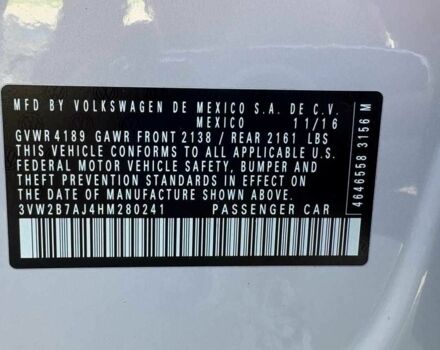 MFD BY VOLKSWAGEN DE MEXICO S.A. DE C.V.
MEXICO 11/16
GVWR 4189 GAWR FRONT 2138 / REAR 2161 LBS
THIS VEHICLE CONFORMS TO ALL APPLICABLE U.S.
FEDERAL MOTOR VEHICLE SAFETY, BUMPER AND
THEFT PREVENTION STANDARDS IN EFFECT ON
THE DATE OF MANUFACTURE SHOWN ABOVE.
3VW2B7AJ4HM280241 PASSENGER CAR
4646558 3156 M